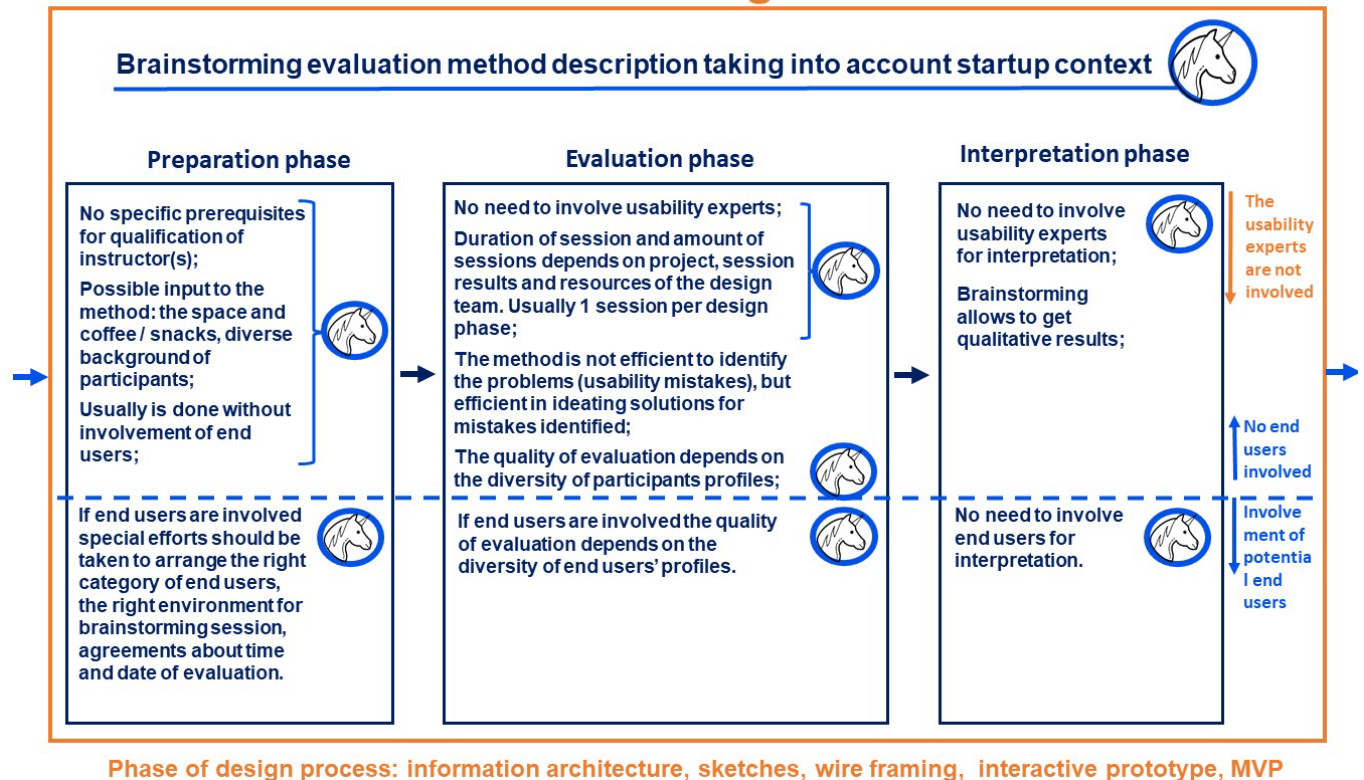 Brainstorming evaluation method description taking into account startup context
Preparation phase
No specific prerequisites
for qualification of
instructor(s);
Possible input to the
method: the space and
coffee / snacks, diverse
background of
participants;
Usually is done without
involvement of end
users;
If end users are involved
special efforts should be
taken to arrange the right
category of end users,
the right environment for
brainstorming session,
agreements about time
and date of evaluation.
Evaluation phase
No need to involve usability experts;
Duration of session and amount of
sessions depends on project, session
results and resources of the design
team. Usually 1 session per design
phase;
The method is not efficient to identify
the problems (usability mistakes), but
efficient in ideating solutions for
mistakes identified;
The quality of evaluation depends on
the diversity of participants profiles;
If end users are involved the quality
of evaluation depends on the
diversity of end users' profiles.
Interpretation phase
No need to involve
usability experts
for interpretation;
Brainstorming
allows to get
qualitative results;
No need to involve
end users for
interpretation.
The
usability
experts
are not
involved
No end
users
involved
Involve
ment of
potentia
l end
users
Phase of design process: information architecture, sketches, wire framing, interactive prototype, MVP